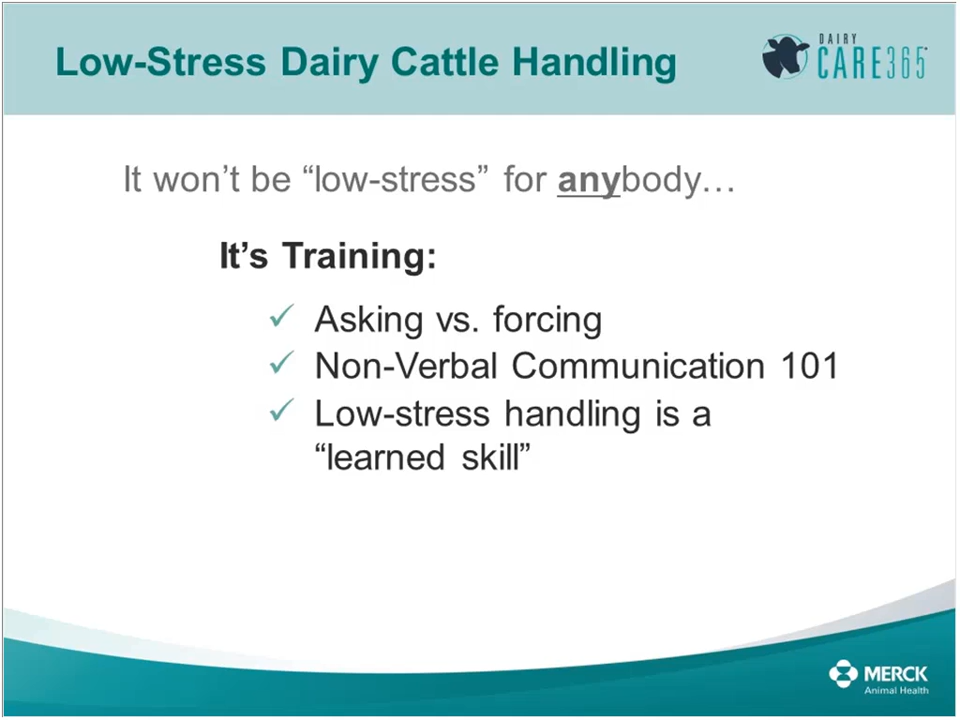 Low-Stress Dairy Cattle Handling
DAIRY
CARE365™
It won’t be “low-stress” for anybody…
It’s Training:
✓ Asking vs. forcing
✓ Non-Verbal Communication 101
✓ Low-stress handling is a
“learned skill”
MERCK
Animal Health